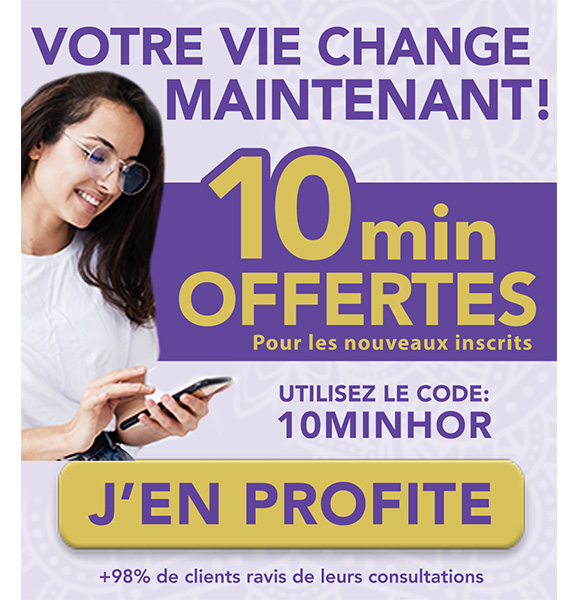 VOTRE VIE CHANGE
MAINTENANT!
10 min
OFFERTES
Pour les nouveaux inscrits
UTILISEZ LE CODE:
10MINHOR
J'EN PROFITE
+98% de clients ravis de leurs consultations